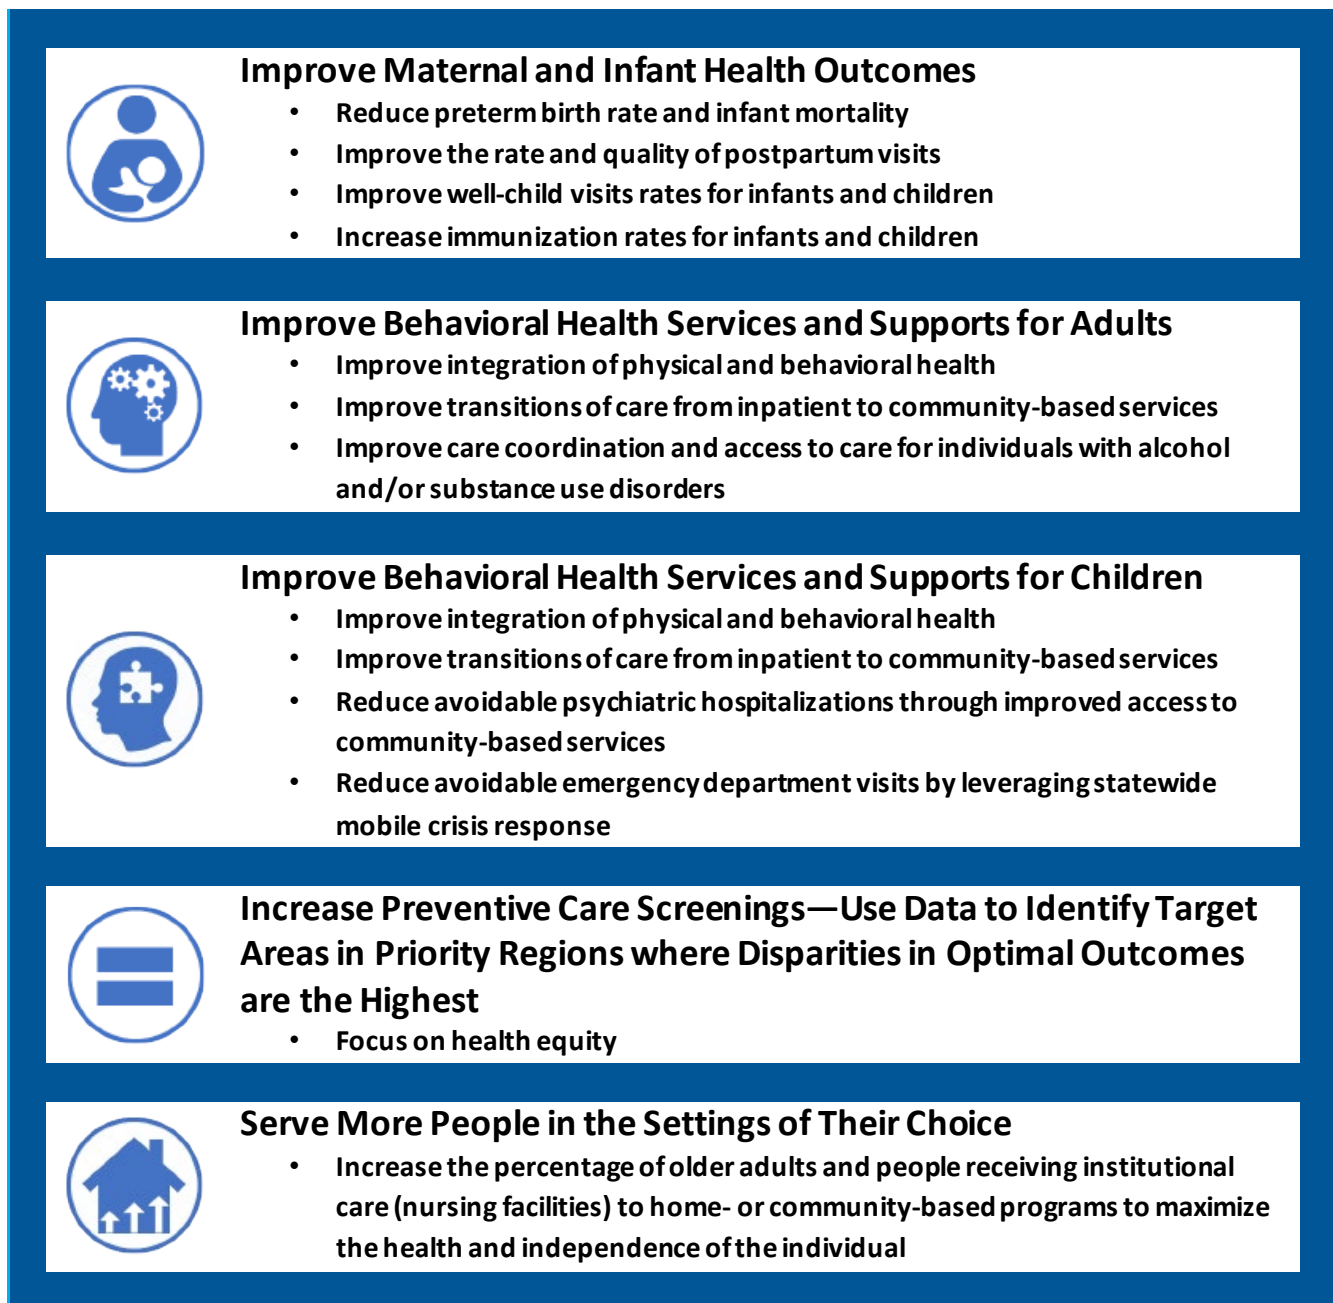 Improve Maternal and Infant Health Outcomes
• Reduce preterm birth rate and infant mortality
• Improve the rate and quality of postpartum visits
• Improve well-child visits rates for infants and children
• Increase immunization rates for infants and children
Improve Behavioral Health Services and Supports for Adults
• Improve integration of physical and behavioral health
• Improve transitions of care from inpatient to community-based services
• Improve care coordination and access to care for individuals with alcohol
and/or substance use disorders
Improve Behavioral Health Services and Supports for Children
• Improve integration of physical and behavioral health
• Improve transitions of care from inpatient to community-based services
• Reduce avoidable psychiatric hospitalizations through improved access to
community-based services
• Reduce avoidable emergency department visits by leveraging statewide
mobile crisis response
Increase Preventive Care Screenings—Use Data to Identify Target
Areas in Priority Regions where Disparities in Optimal Outcomes
are the Highest
• Focus on health equity
Serve More People in the Settings of Their Choice
• Increase the percentage of older adults and people receiving institutional
care (nursing facilities) to home- or community-based programs to maximize
the health and independence of the individual